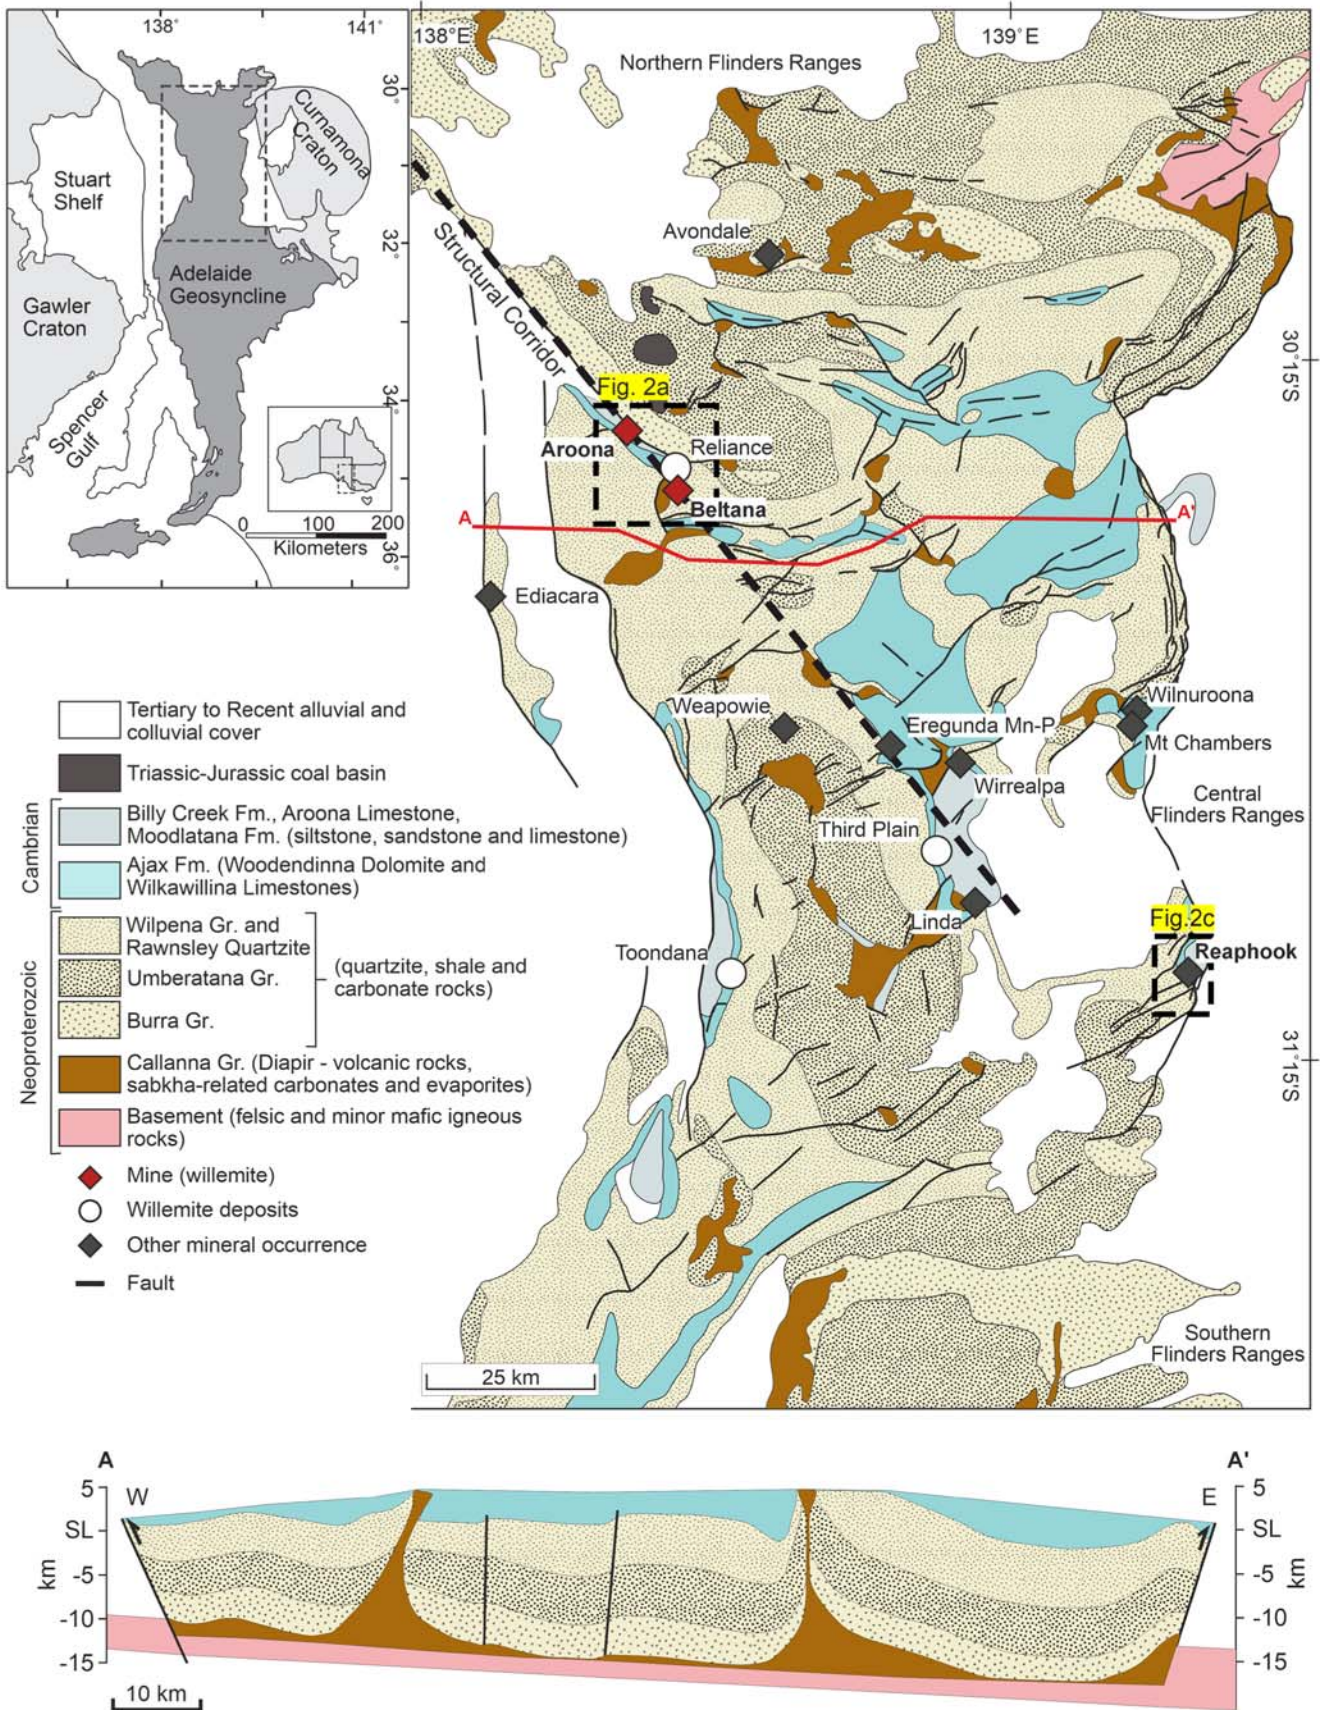 138°
141°
30°
32°
34°
36°
Curnamona
Craton
Stuart
Shelf
Adelaide
Geosyncline
Gawler
Craton
Spencer
Gulf
0
100
200
Kilometers
138°E
139°E
30°15'S
31°15'S
Northern Flinders Ranges
Structural Corridor
Avondale
Fig. 2a
Aroona
Reliance
Beltana
A
A'
Ediacara
Weapowie
Eregunda Mn-P
Wilnuroona
Mt Chambers
Wirrealpa
Central
Flinders Ranges
Third Plain
Linda
Toondana
Fig.2c
Reaphook
Southern
Flinders Ranges
25 km
Tertiary to Recent alluvial and
colluvial cover
Triassic-Jurassic coal basin
Cambrian
Billy Creek Fm., Aroona Limestone,
Moodlatana Fm. (siltstone, sandstone and limestone)
Ajax Fm. (Woodendinna Dolomite and
Wilkawillina Limestones)
Neoproterozoic
Wilpena Gr. and
Rawnsley Quartzite
Umberatana Gr.
Burra Gr.
(quartzite, shale and
carbonate rocks)
Callanna Gr. (Diapir - volcanic rocks,
sabkha-related carbonates and evaporites)
Basement (felsic and minor mafic igneous
rocks)
Mine (willemite)
Willemite deposits
Other mineral occurrence
Fault
A
A'
W
E
5
SL
-5
-10
-15
km
5
SL
-5
-10
-15
km
10 km